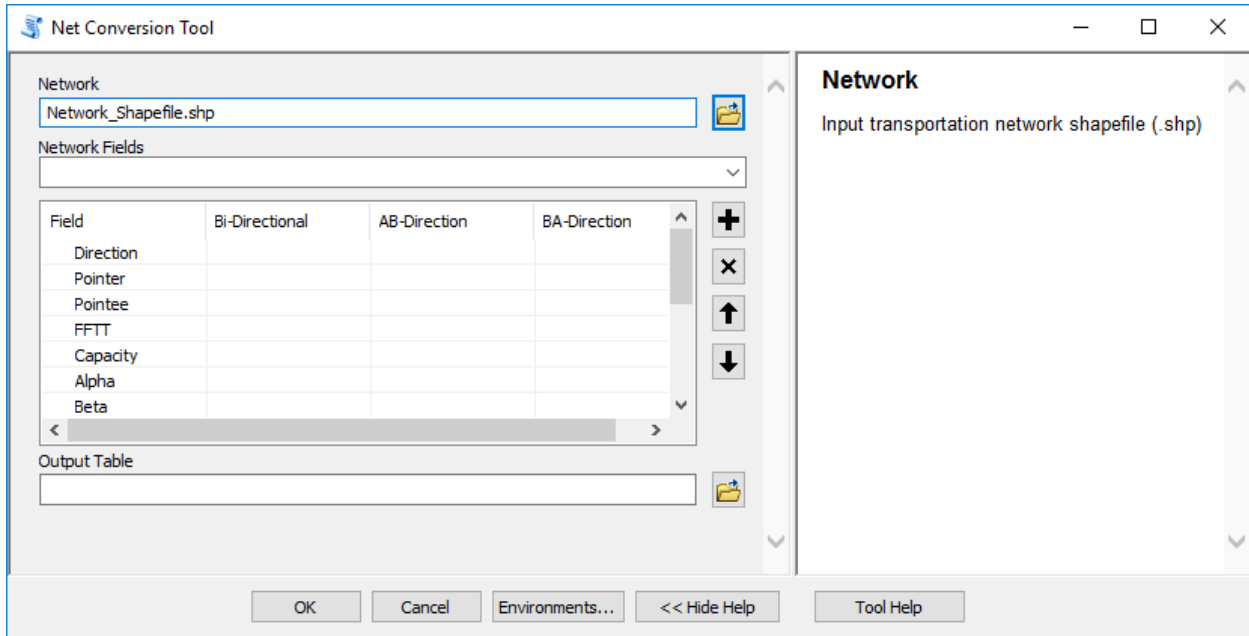 Net Conversion Tool
Network
Network_Shapefile.shp
Network Fields
Field Bi-Directional AB-Direction BA-Direction
Direction
Pointer
Pointee
FFTT
Capacity
Alpha
Beta
Output Table
Network
Input transportation network shapefile (.shp)
OK Cancel Environments... << Hide Help Tool Help